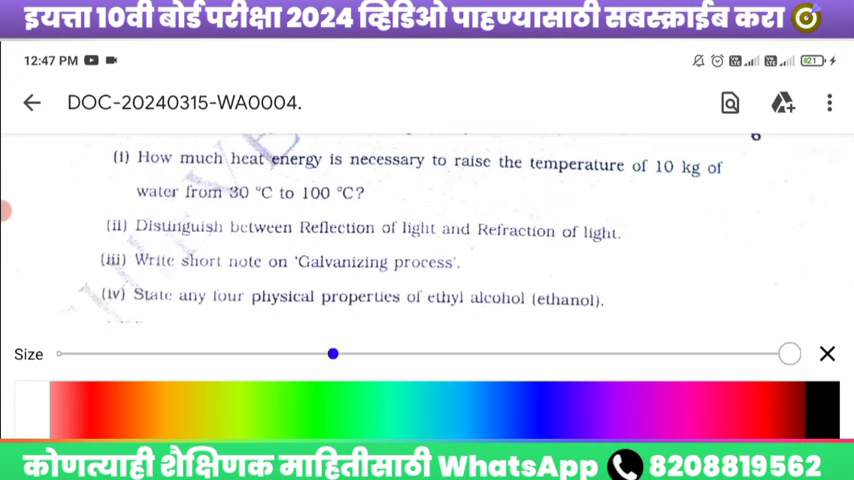 इयत्ता 10वी बोर्ड परीक्षा 2024 व्हिडिओ पाहण्यासाठी सबस्क्राईब करा
12:47 PM
21
DOC-20240315-WA0004.
6
(i) How much heat energy is necessary to raise the temperature of 10 kg of
water from 30 °C to 100 °C?
(ii) Distinguish between Reflection of light and Refraction of light.
(iii) Write short note on 'Galvanizing process'.
(iv) State any four physical properties of ethyl alcohol (ethanol).
Size
कोणत्याही शैक्षिणक माहितीसाठी WhatsApp 8208819562